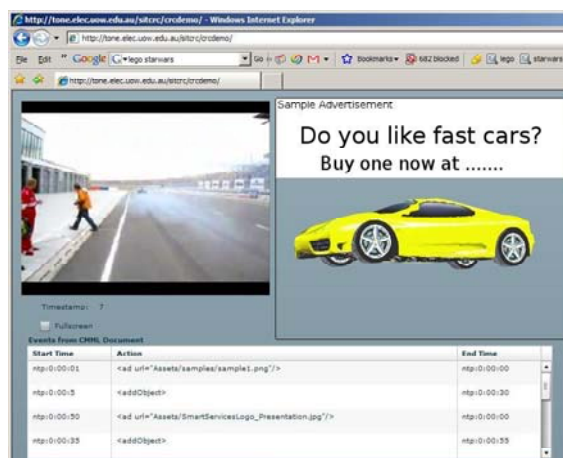 http://tone.elec.uow.edu.au/sitcrc/crcdemo/ - Windows Internet Explorer
http://tone.elec.uow.edu.au/sitcrc/crcdemo/
File Edit " Google lego starwars Go Bookmarks 682 blocked lego starwars
http://tone.elec.uow.edu.au/sitcrc/crcdemo/
Sample Advertisement
Do you like fast cars?
Buy one now at .......
Timestamp: 7
Fullscreen
Events from CMML Document
Start Time Action End Time
ntp:0:00:01 <ad url="Assets/samples/sample1.png"/> ntp:0:00:00
ntp:0:00:5 <addObject> ntp:0:00:30
ntp:0:00:50 <ad url="Assets/SmartServicesLogo_Presentation.jpg"/> ntp:0:00:00
ntp:0:00:35 <addObject> ntp:0:00:55